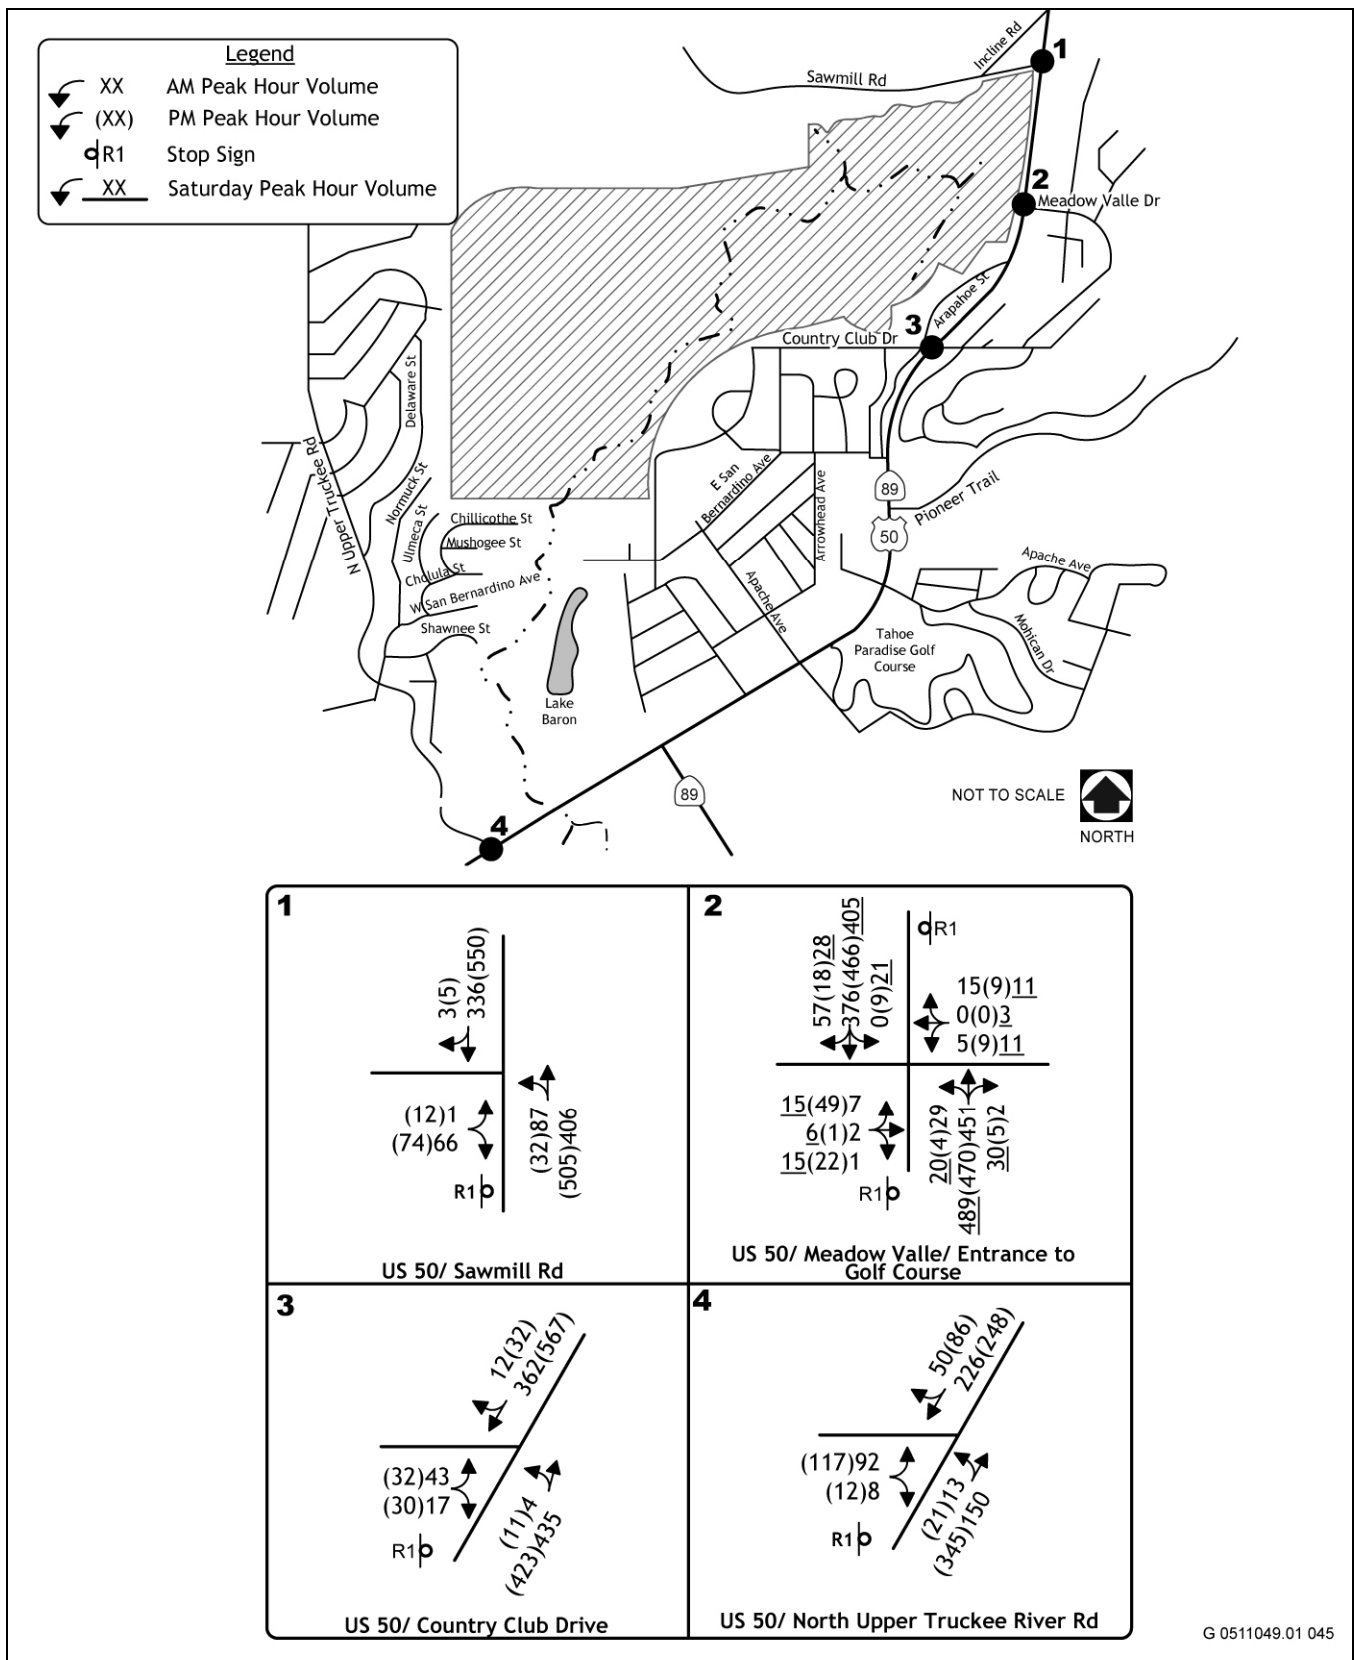 Legend
XX AM Peak Hour Volume
(XX) PM Peak Hour Volume
R1 Stop Sign
XX Saturday Peak Hour Volume
Incline Rd
1
Sawmill Rd
2
Meadow Valle Dr
Arapahoe St
3
Country Club Dr
Delaware St
N Upper Truckee Rd
Normuck St
E San
Bernardino Ave
Arrowhead Ave
89
Pioneer Trail
50
Ulmeca St
Chillicothe St
Mushogee St
Cholula St
W San Bernardino Ave
Shawnee St
Apache Ave
Apache Ave
Mohican Dr
Tahoe
Paradise Golf
Course
Lake
Baron
89
4
NOT TO SCALE
NORTH
1
3(5)
336(550)
(12)1
(74)66
(32)87
(505)406
R1
US 50/ Sawmill Rd
2
57(18)28
376(466)405
0(9)21
R1
15(9)11
0(0)3
5(9)11
15(49)7
6(1)2
15(22)1
20(4)29
489(470)451
30(5)2
R1
US 50/ Meadow Valle/ Entrance to
Golf Course
3
12(32)
362(567)
(32)43
(30)17
(11)4
(423)435
R1
US 50/ Country Club Drive
4
50(86)
226(248)
(117)92
(12)8
(21)13
(345)150
R1
US 50/ North Upper Truckee River Rd
G 0511049.01 045